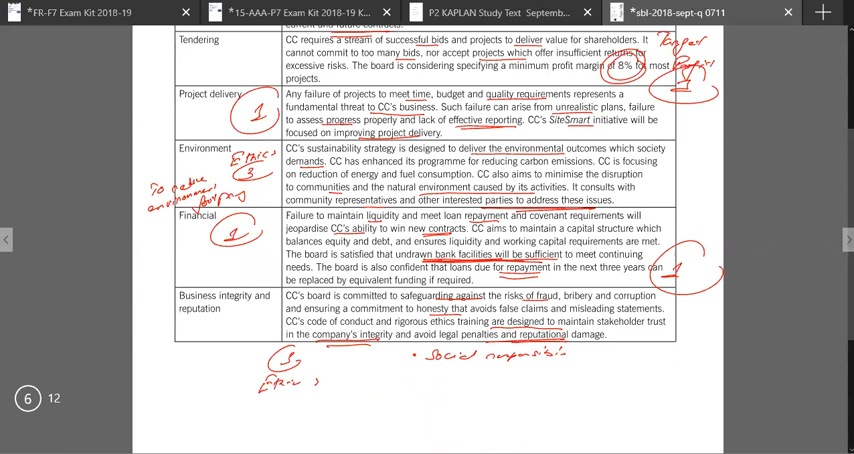 *FR-F7 Exam Kit 2018-19
*15-AAA-P7 Exam Kit 2018-19 K...
P2 KAPLAN Study Text  Septemb...
*sbl-2018-sept-q 0711
current and future contracts.
Tendering
CC requires a stream of successful bids and projects to deliver value for shareholders. It
cannot commit to too many bids, nor accept projects which offer insufficient returns for
excessive risks. The board is considering specifying a minimum profit margin of 8% for most
projects.
Target
Profit
1
Project delivery
1
Any failure of projects to meet time, budget and quality requirements represents a
fundamental threat to CC's business. Such failure can arise from unrealistic plans, failure
to assess progress properly and lack of effective reporting. CC's SiteSmart initiative will be
focused on improving project delivery.
Environment
Ethics
3
To
environment
CC's sustainability strategy is designed to deliver the environmental outcomes which society
demands. CC has enhanced its programme for reducing carbon emissions. CC is focusing
on reduction of energy and fuel consumption. CC also aims to minimise the disruption
to communities and the natural environment caused by its activities. It consults with
community representatives and other interested parties to address these issues.
Financial
1
Failure to maintain liquidity and meet loan repayment and covenant requirements will
jeopardise CC's ability to win new contracts. CC aims to maintain a capital structure which
balances equity and debt, and ensures liquidity and working capital requirements are met.
The board is satisfied that undrawn bank facilities will be sufficient to meet continuing
needs. The board is also confident that loans due for repayment in the next three years can
be replaced by equivalent funding if required.
1
Business integrity and
reputation
CC's board is committed to safeguarding against the risks of fraud, bribery and corruption
and ensuring a commitment to honesty that avoids false claims and misleading statements.
CC's code of conduct and rigorous ethics training are designed to maintain stakeholder trust
in the company's integrity and avoid legal penalties and reputational damage.
3
• Social
6 12